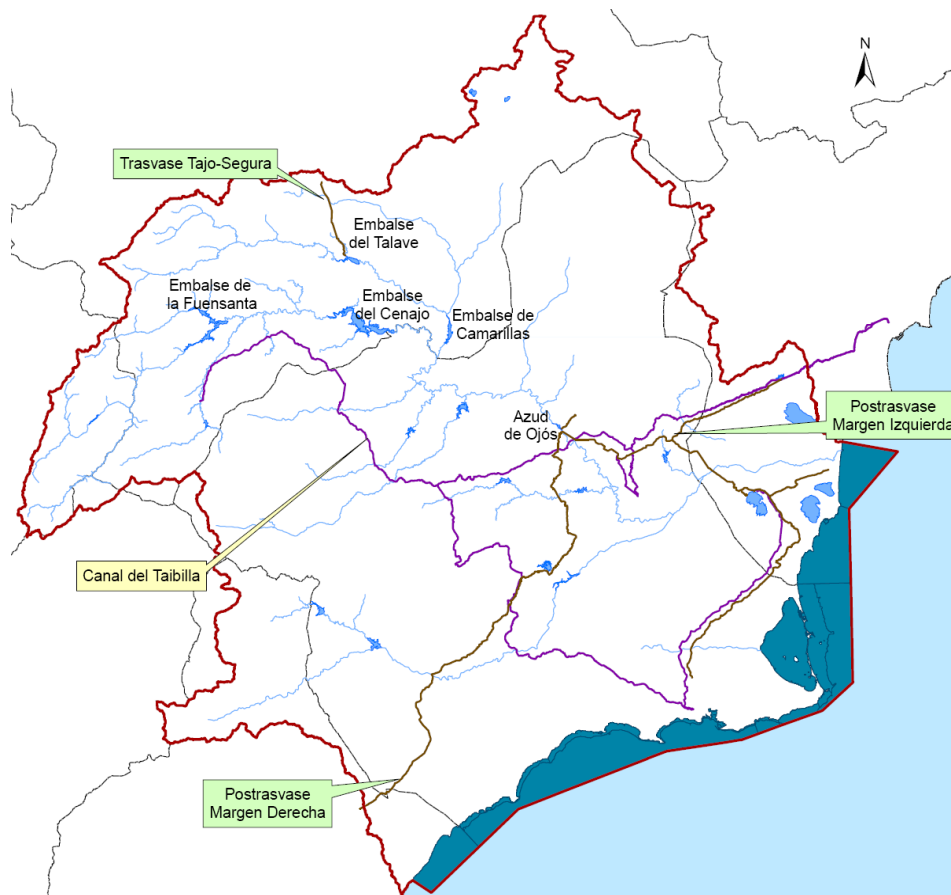 N
Trasvase Tajo-Segura
Embalse
del Talave
Embalse de
la Fuensanta
Embalse
del Cenajo
Embalse de
Camarillas
Azud
de Ojós
Postrasvase
Margen Izquierda
Canal del Taibilla
Postrasvase
Margen Derecha